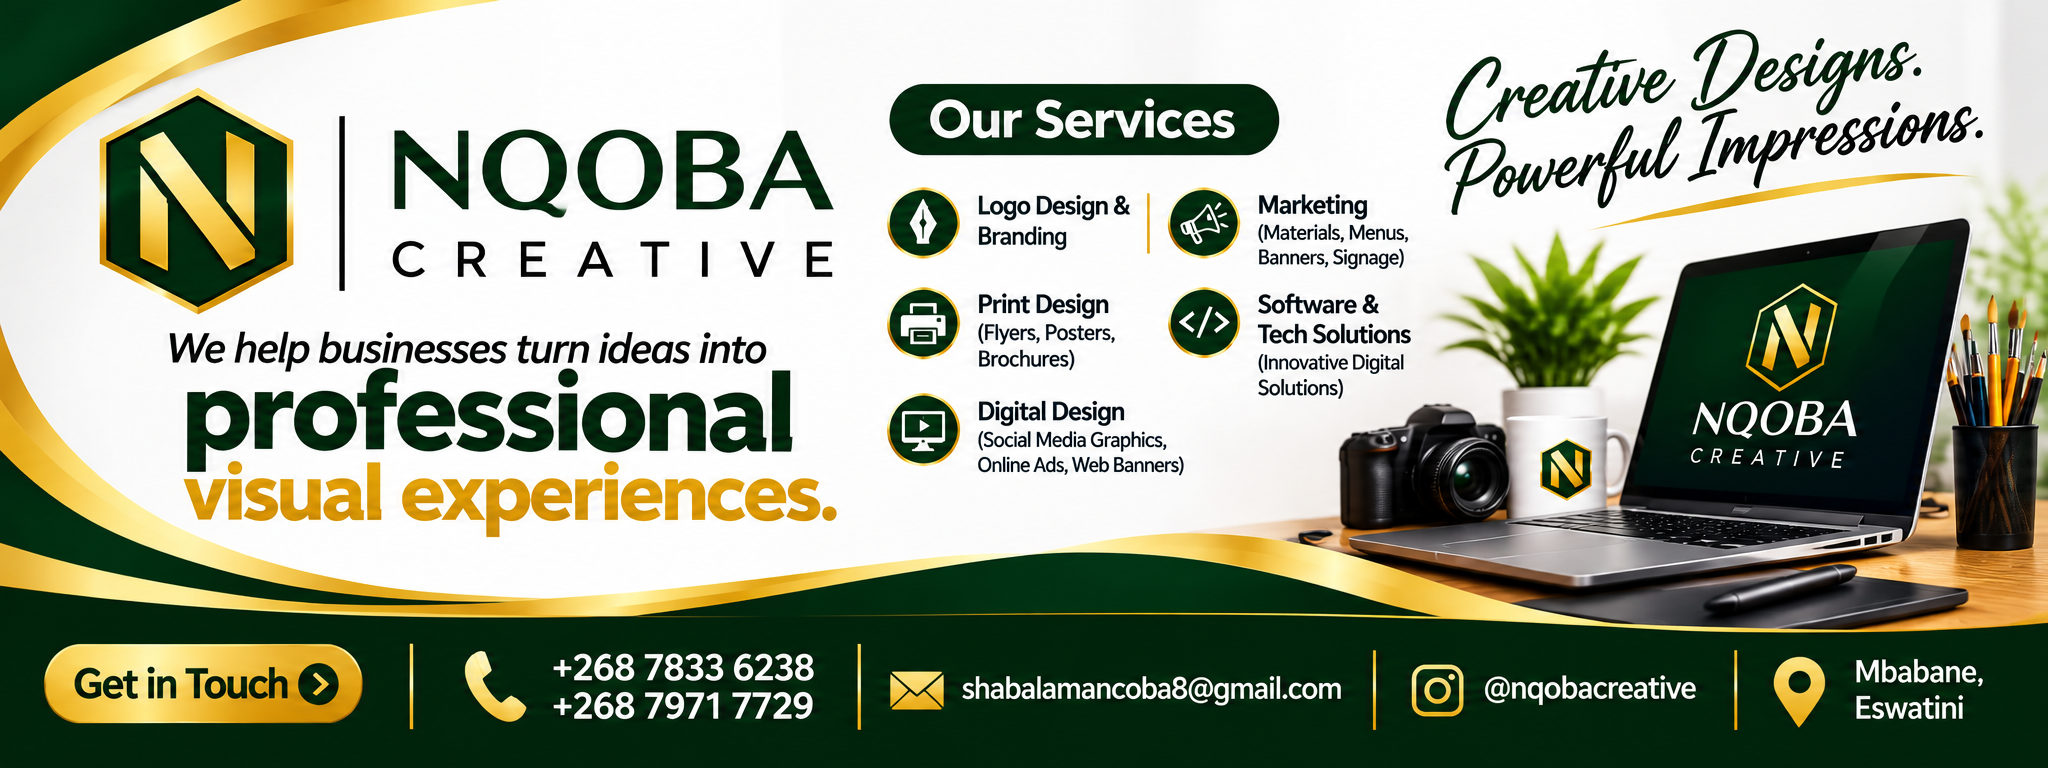 N
NQOBA
CREATIVE
We help businesses turn ideas into
professional
visual experiences.
Our Services
Logo Design &
Branding
Print Design
(Flyers, Posters,
Brochures)
Digital Design
(Social Media Graphics,
Online Ads, Web Banners)
Marketing
(Materials, Menus,
Banners, Signage)
</>
Software &
Tech Solutions
(Innovative Digital
Solutions)
Creative Designs.
Powerful Impressions.
N
NQOBA
CREATIVE
N
Get in Touch
+268 7833 6238
+268 7971 7729
shabalamancoba8@gmail.com
@nqobacreative
Mbabane,
Eswatini